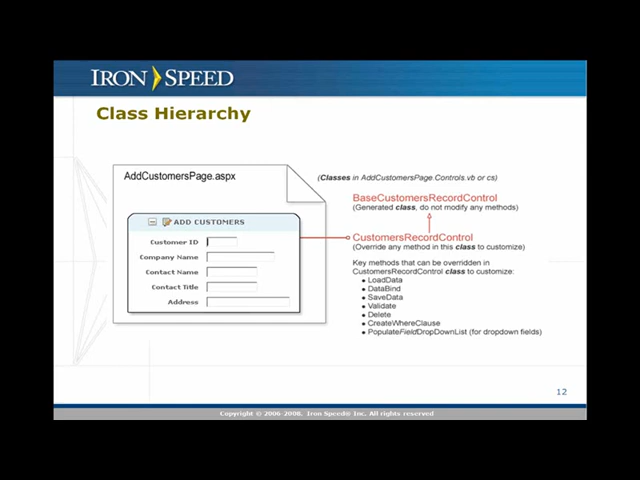 IRON SPEED
Class Hierarchy
AddCustomersPage.aspx
ADD CUSTOMERS
Customer ID
Company Name
Contact Name
Contact Title
Address
(Classes in AddCustomersPage.Controls.vb or cs)
BaseCustomersRecordControl
(Generated class, do not modify any methods)
CustomersRecordControl
(Override any method in this class to customize)
Key methods that can be overridden in
CustomersRecordControl class to customize:
• LoadData
• DataBind
• SaveData
• Validate
• Delete
• CreateWhereClause
• PopulateFieldDropDownList (for dropdown fields)
12
Copyright © 2006-2008. Iron Speed® Inc. All rights reserved